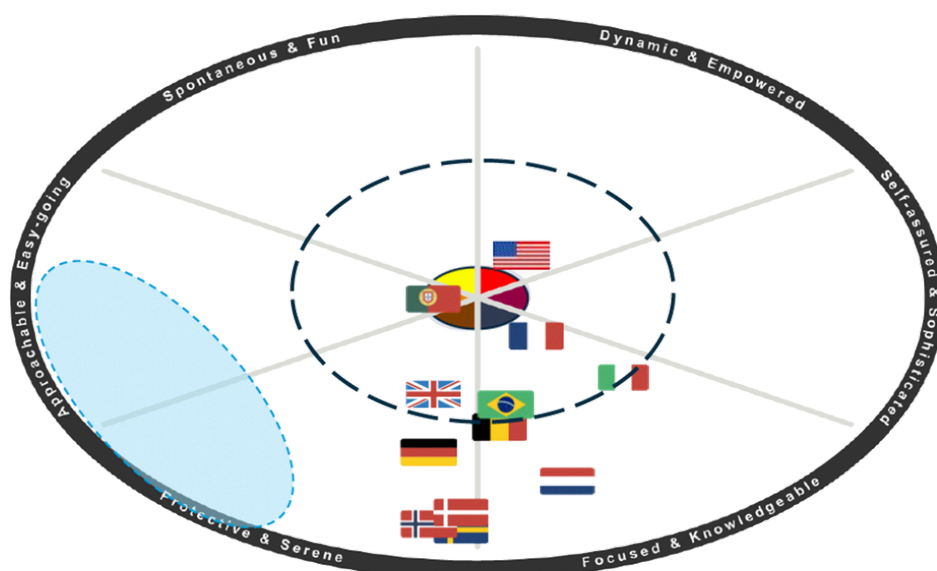 Spontaneous & Fun
Dynamic & Empowered
Approachable & Easy-going
Self-assured & Sophisticated
Protective & Serene
Focused & Knowledgeable